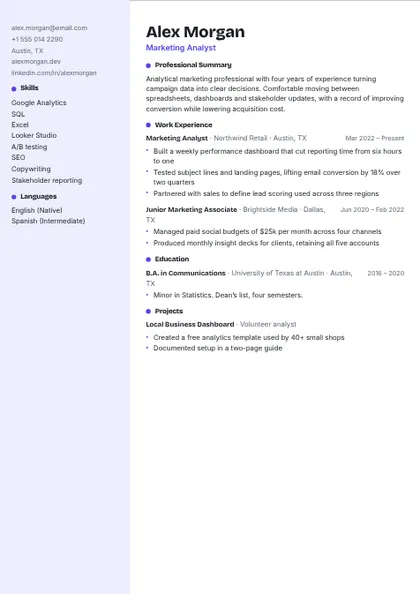 alex.morgan@email.com
+1 555 014 2280
Austin, TX
alexmorgan.dev
linkedin.com/in/alexmorgan
Skills
Google Analytics
SQL
Excel
Looker Studio
A/B testing
SEO
Copywriting
Stakeholder reporting
Languages
English (Native)
Spanish (Intermediate)
Alex Morgan
Marketing Analyst
Professional Summary
Analytical marketing professional with four years of experience turning
campaign data into clear decisions. Comfortable moving between
spreadsheets, dashboards and stakeholder updates, with a record of improving
conversion while lowering acquisition cost.
Work Experience
Marketing Analyst · Northwind Retail · Austin, TX Mar 2022 – Present
• Built a weekly performance dashboard that cut reporting time from six hours
to one
• Tested subject lines and landing pages, lifting email conversion by 18% over
two quarters
• Partnered with sales to define lead scoring used across three regions
Junior Marketing Associate · Brightside Media · Dallas, Jun 2020 – Feb 2022
TX
• Managed paid social budgets of $25k per month across four channels
• Produced monthly insight decks for clients, retaining all five accounts
Education
B.A. in Communications · University of Texas at Austin · Austin, 2016 – 2020
TX
• Minor in Statistics. Dean's list, four semesters.
Projects
Local Business Dashboard · Volunteer analyst
• Created a free analytics template used by 40+ small shops
• Documented setup in a two-page guide